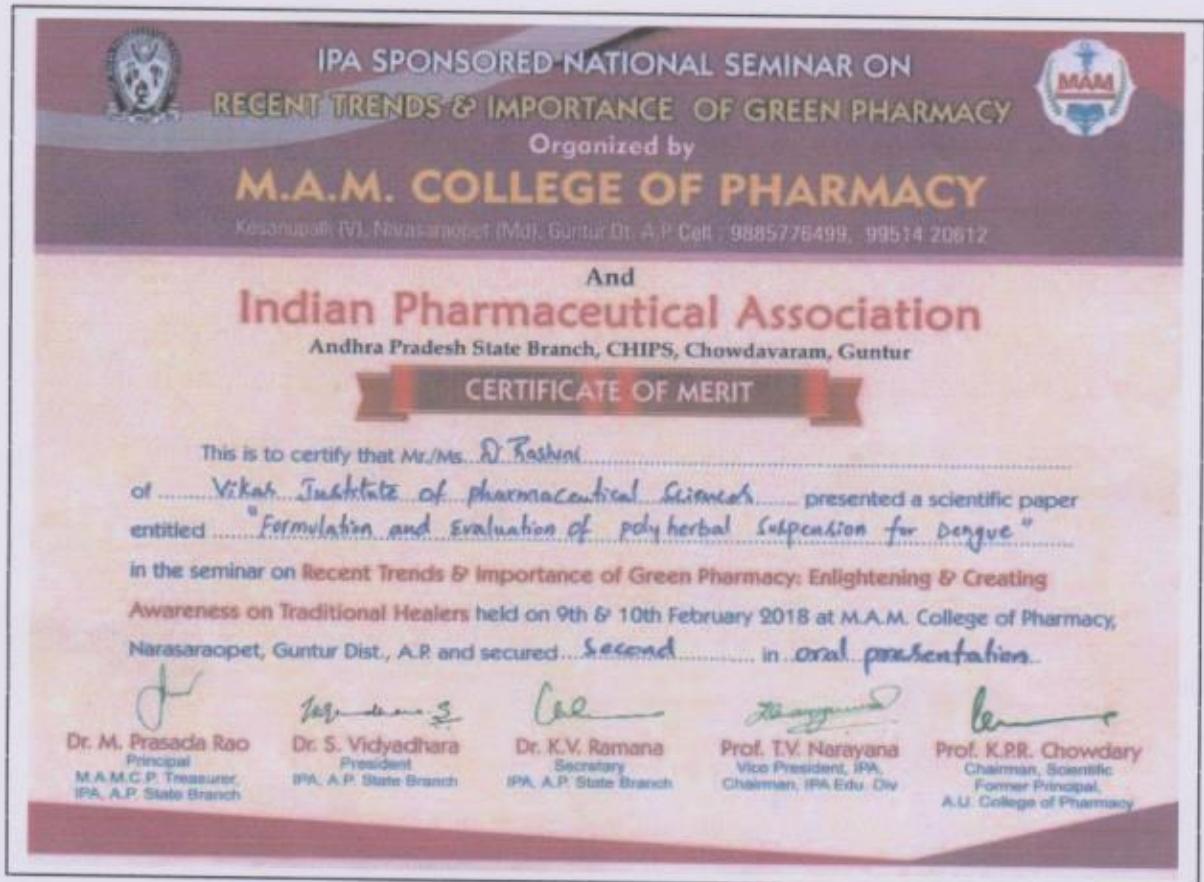 IPA SPONSORED NATIONAL SEMINAR ON
MAM
RECENT TRENDS & IMPORTANCE OF GREEN PHARMACY
Organized by
M.A.M. COLLEGE OF PHARMACY
Kesanupalli (V), Narasaraopet (Md), Guntur Dt. A.P Cell : 9885776499, 99514 20612
And
Indian Pharmaceutical Association
Andhra Pradesh State Branch, CHIPS, Chowdavaram, Guntur
CERTIFICATE OF MERIT
This is to certify that Mr./Ms. D
of Vikas Institute of pharmaceutical Sciences presented a scientific paper
entitled "Formulation and Evaluation of polyherbal Suspension for Dengue"
in the seminar on Recent Trends & Importance of Green Pharmacy: Enlightening & Creating
Awareness on Traditional Healers held on 9th & 10th February 2018 at M.A.M. College of Pharmacy,
Narasaraopet, Guntur Dist., A.P. and secured Second in oral presentation
Dr. M. Prasada Rao Dr. S. Vidyadhara Dr. K.V. Ramana Prof. T.V. Narayana Prof. K.P.R. Chowdary
Principal President Secretary Vice President, IPA, Chairman, Scientific
M.A.M.C.P. Treasurer, IPA, A.P. State Branch IPA, A.P. State Branch Chairman, IPA Edu. Div Former Principal,
IPA, A.P. State Branch A.U. College of Pharmacy